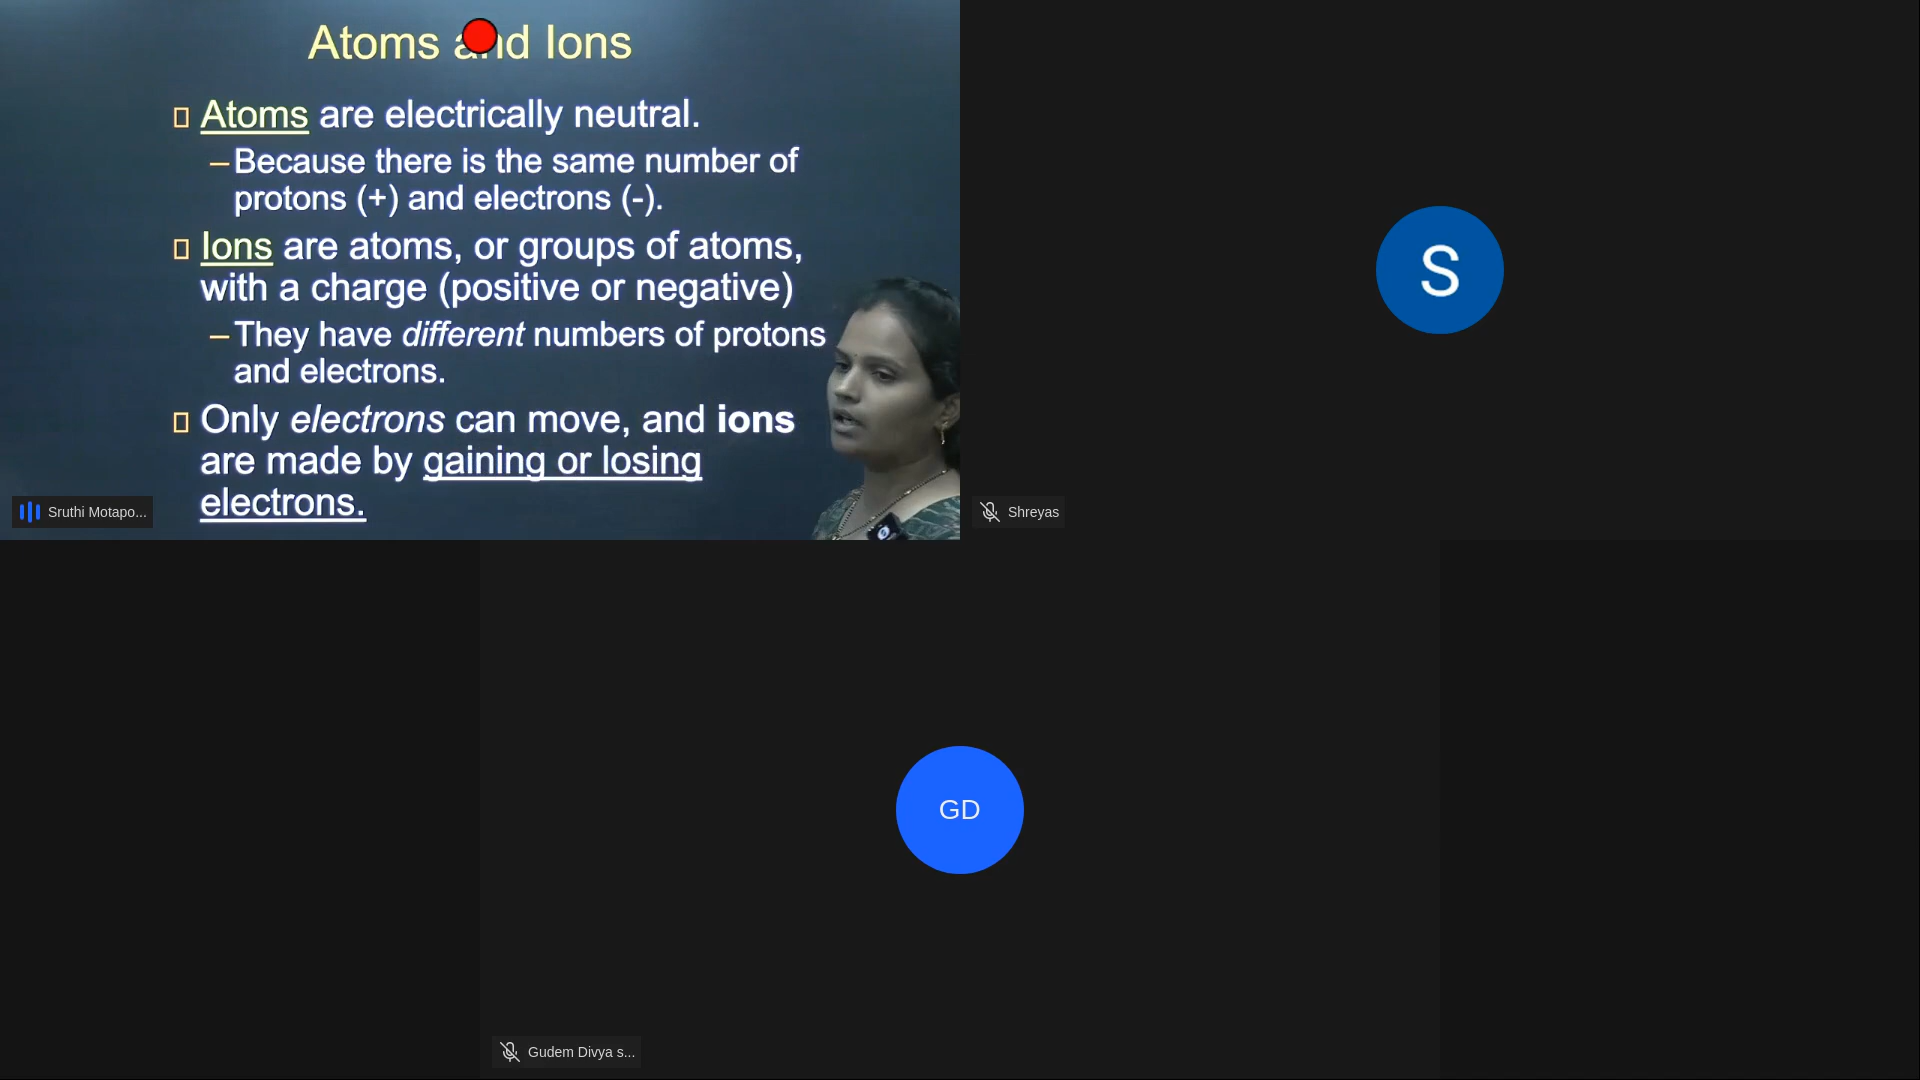 Atoms and Ions
Atoms are electrically neutral.
–Because there is the same number of
protons (+) and electrons (-).
Ions are atoms, or groups of atoms,
with a charge (positive or negative)
–They have different numbers of protons
and electrons.
Only electrons can move, and ions
are made by gaining or losing
electrons.
Sruthi Motapo...
S
Shreyas
GD
Gudem Divya s...